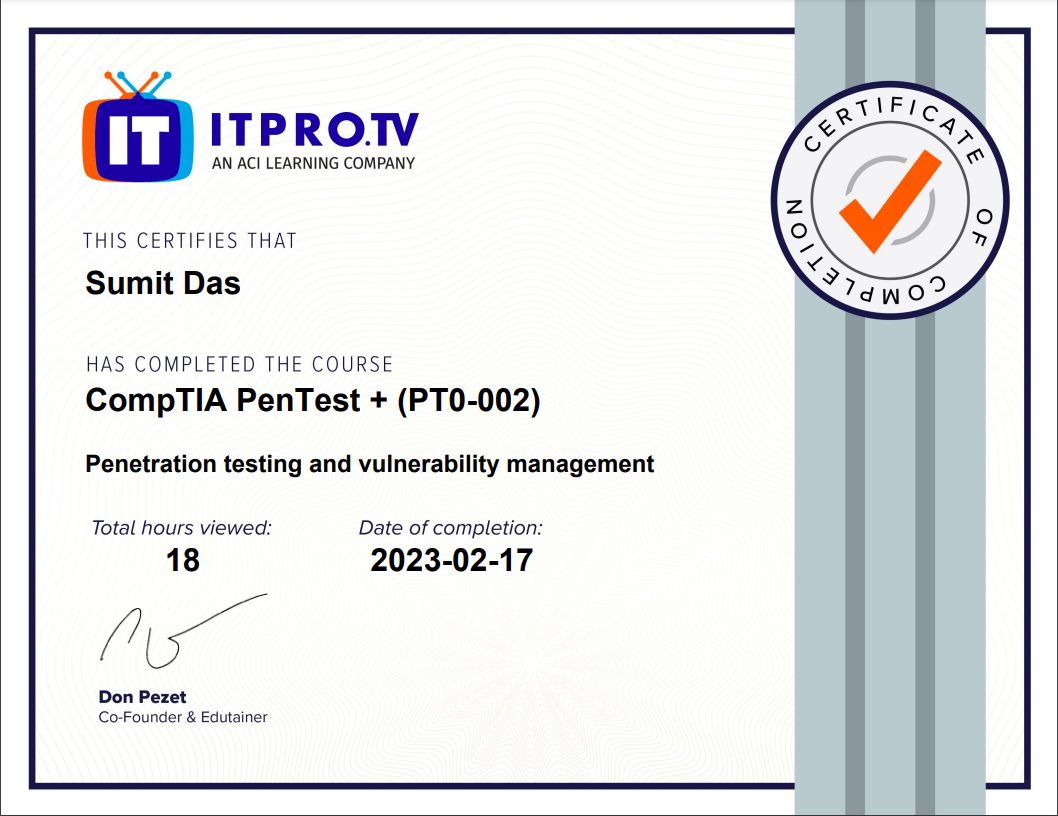 IT
ITPRO.TV
AN ACI LEARNING COMPANY
CERTIFICATE OF COMPLETION
THIS CERTIFIES THAT
Sumit Das
HAS COMPLETED THE COURSE
CompTIA PenTest + (PT0-002)
Penetration testing and vulnerability management
Total hours viewed: Date of completion:
18 2023-02-17
Don Pezet
Co-Founder & Edutainer